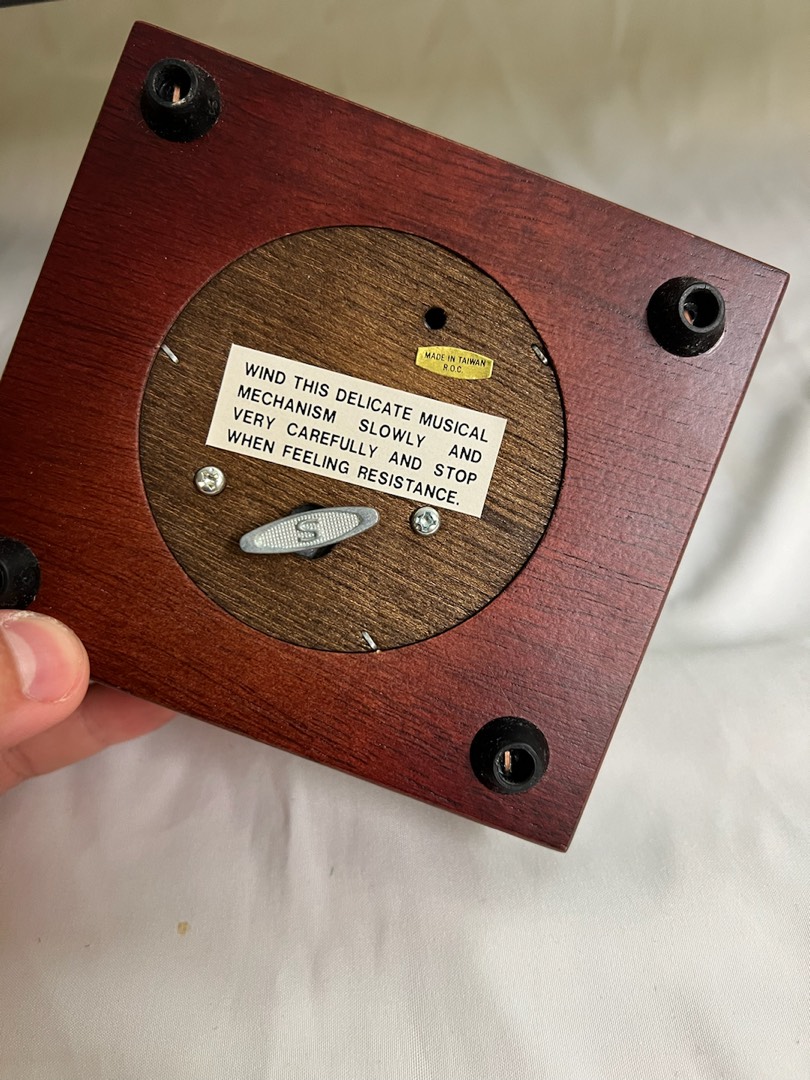 MADE IN TAIWAN
R.O.C.
WIND THIS DELICATE MUSICAL
MECHANISM SLOWLY AND
VERY CAREFULLY AND STOP
WHEN FEELING RESISTANCE.
S